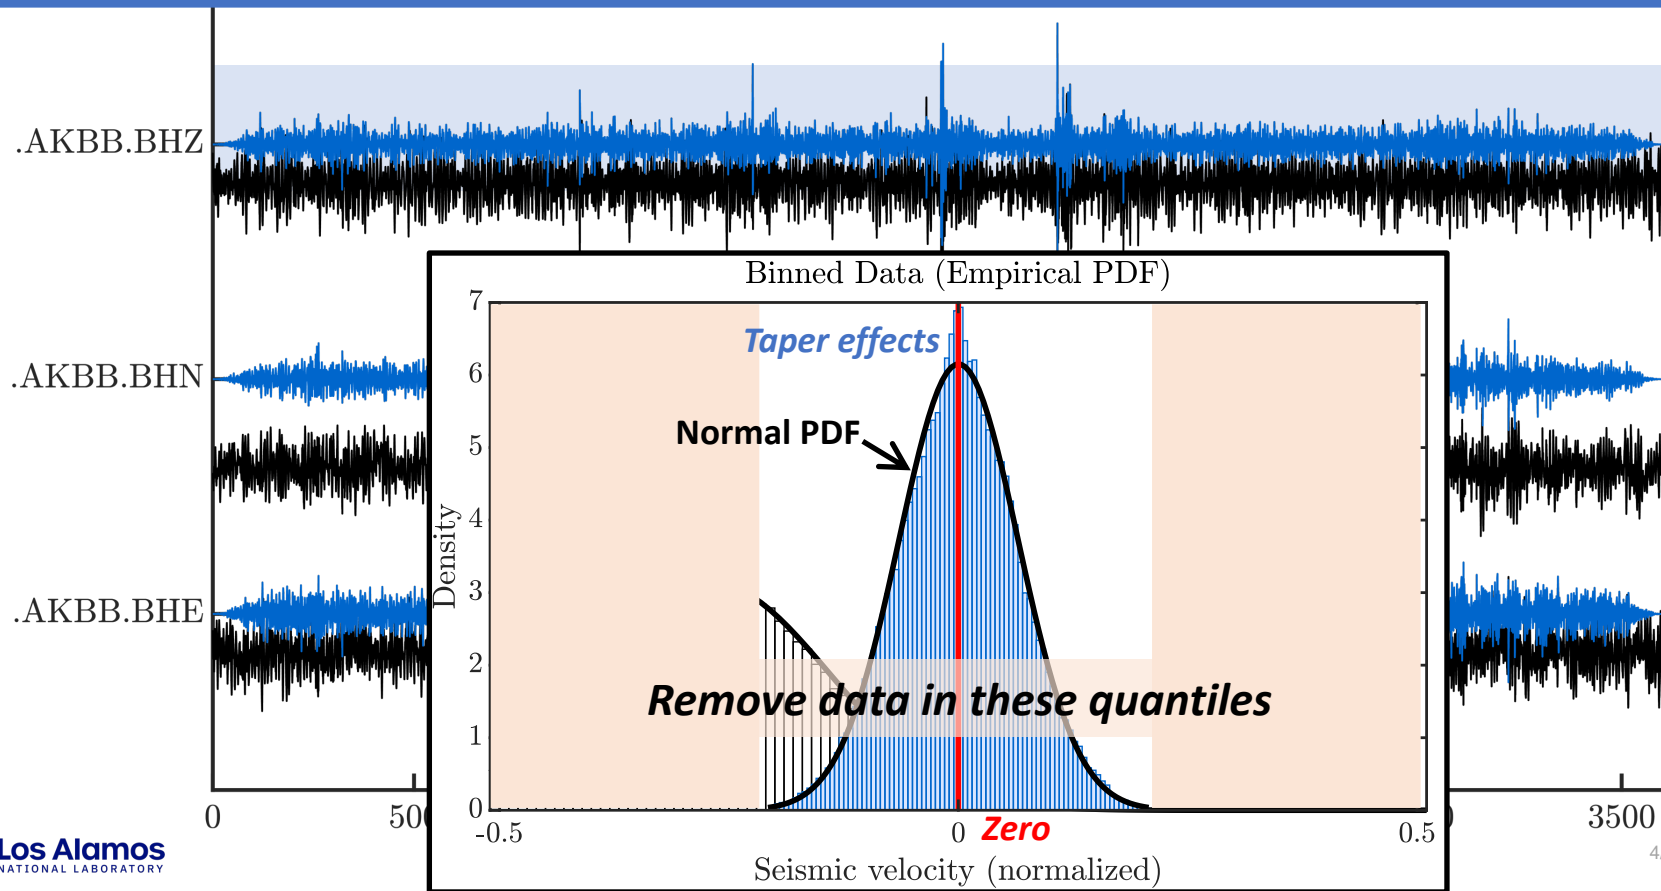 .AKBB.BHZ
.AKBB.BHN
.AKBB.BHE
Binned Data (Empirical PDF)
7
6
5
4
3
2
1
0
Density
Taper effects
Normal PDF
Remove data in these quantiles
-0.5
0
Zero
0.5
Seismic velocity (normalized)
0
500
3500
Los Alamos
NATIONAL LABORATORY